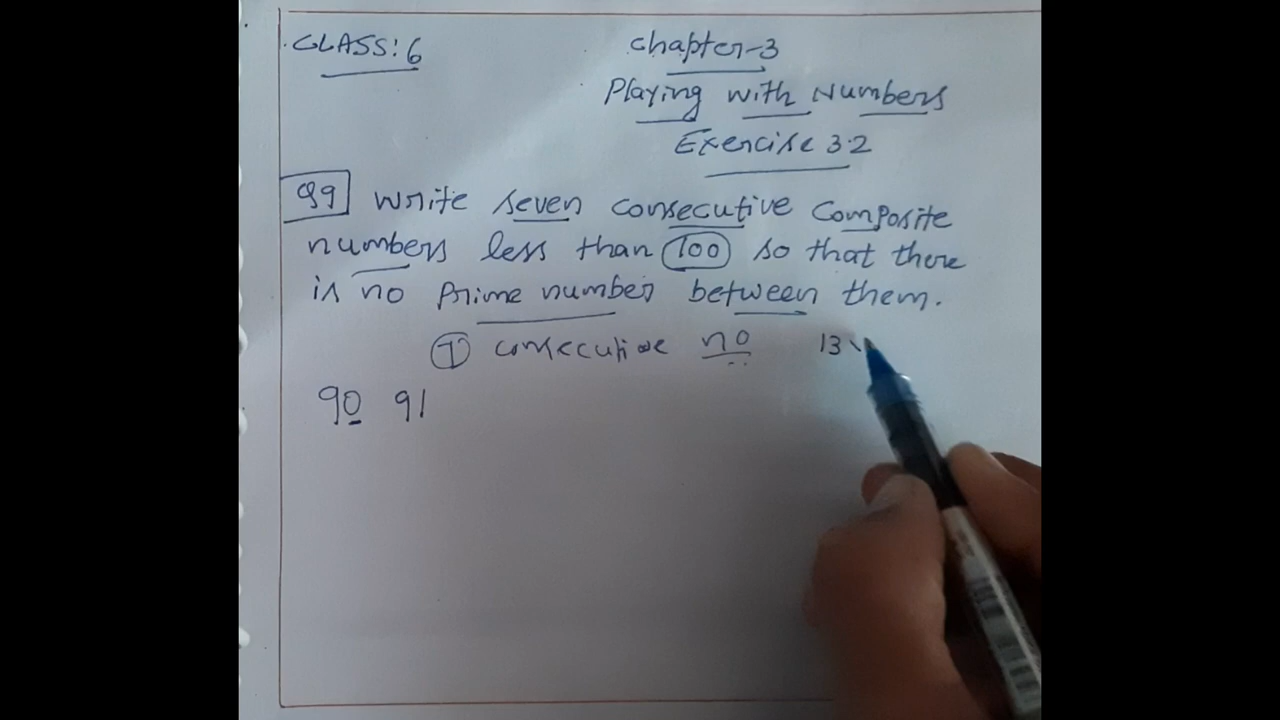 CLASS: 6
Chapter-3
Playing with Numbers
Exercise 3.2
Q9 Write seven consecutive composite
numbers less than 100 so that there
is no prime number between them.
7 consecutive no
13 ×
90 91